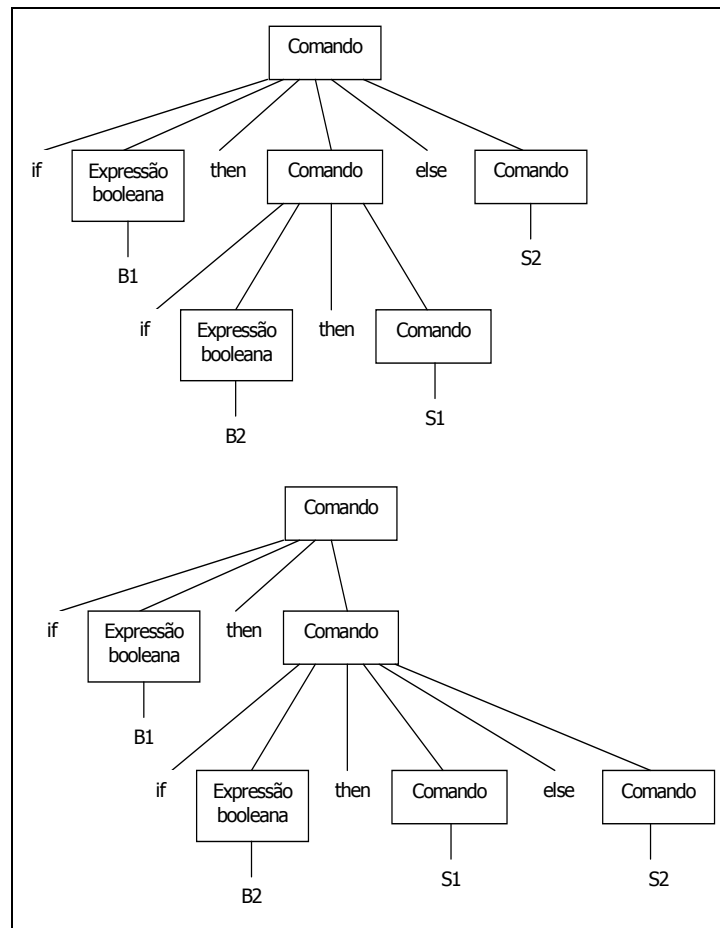 Comando
if
Expressão
booleana
then
Comando
else
Comando
B1
S2
if
Expressão
booleana
then
Comando
B2
S1
Comando
if
Expressão
booleana
then
Comando
B1
if
Expressão
booleana
then
Comando
else
Comando
B2
S1
S2